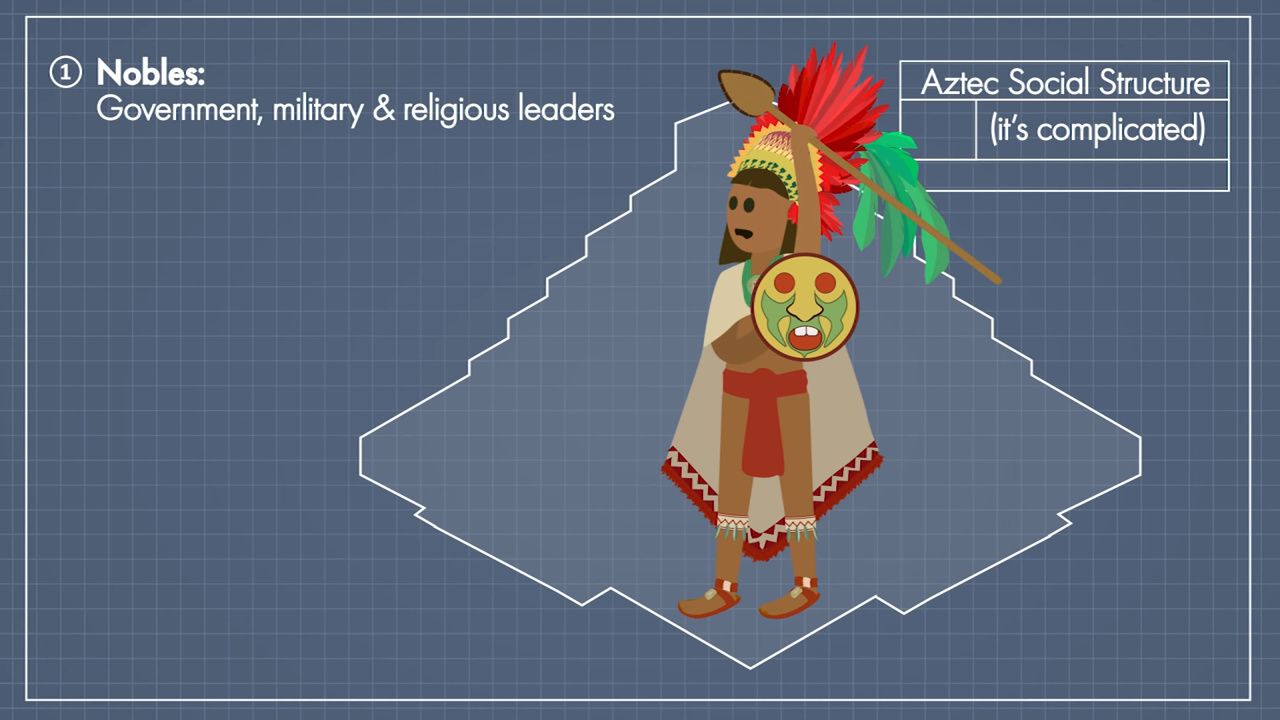 ① Nobles:
Government, military & religious leaders
Aztec Social Structure
(it's complicated)